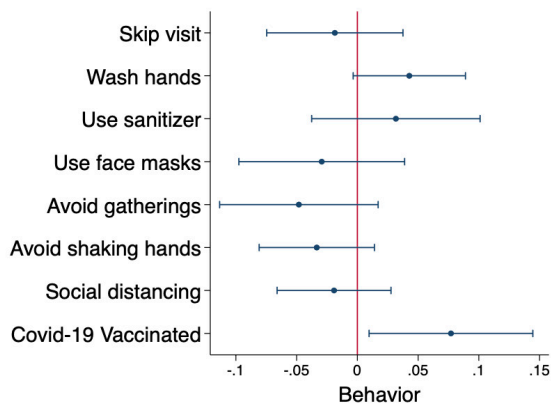 Skip visit
Wash hands
Use sanitizer
Use face masks
Avoid gatherings
Avoid shaking hands
Social distancing
Covid-19 Vaccinated
-.1 -.05 0 .05 .1 .15
Behavior